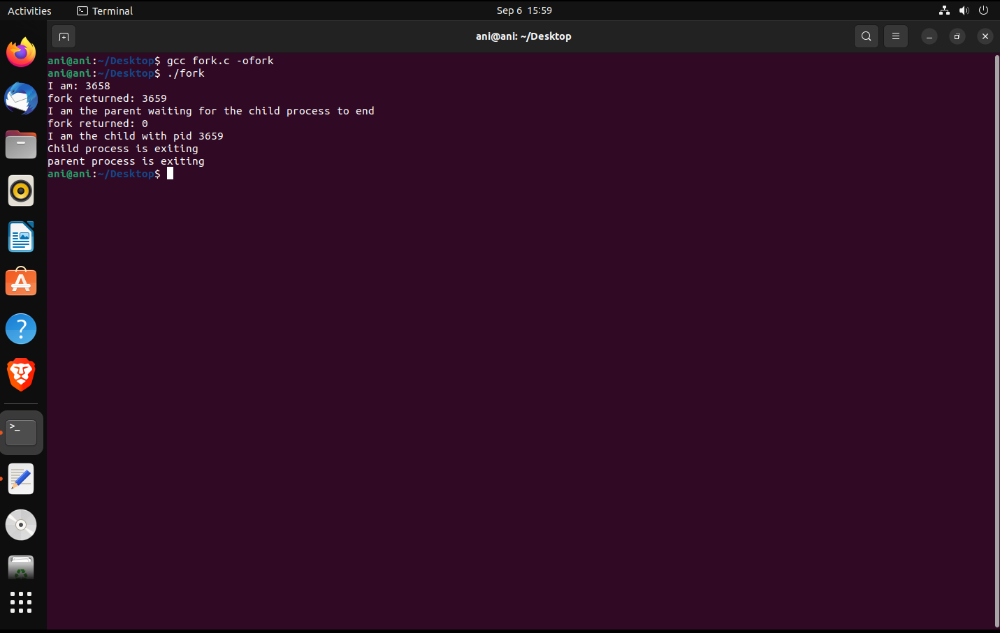 Activities
Terminal
Sep 6 15:59
ani@ani: ~/Desktop
ani@ani:~/Desktop$ gcc fork.c -ofork
ani@ani:~/Desktop$ ./fork
I am: 3658
fork returned: 3659
I am the parent waiting for the child process to end
fork returned: 0
I am the child with pid 3659
Child process is exiting
parent process is exiting
ani@ani:~/Desktop$